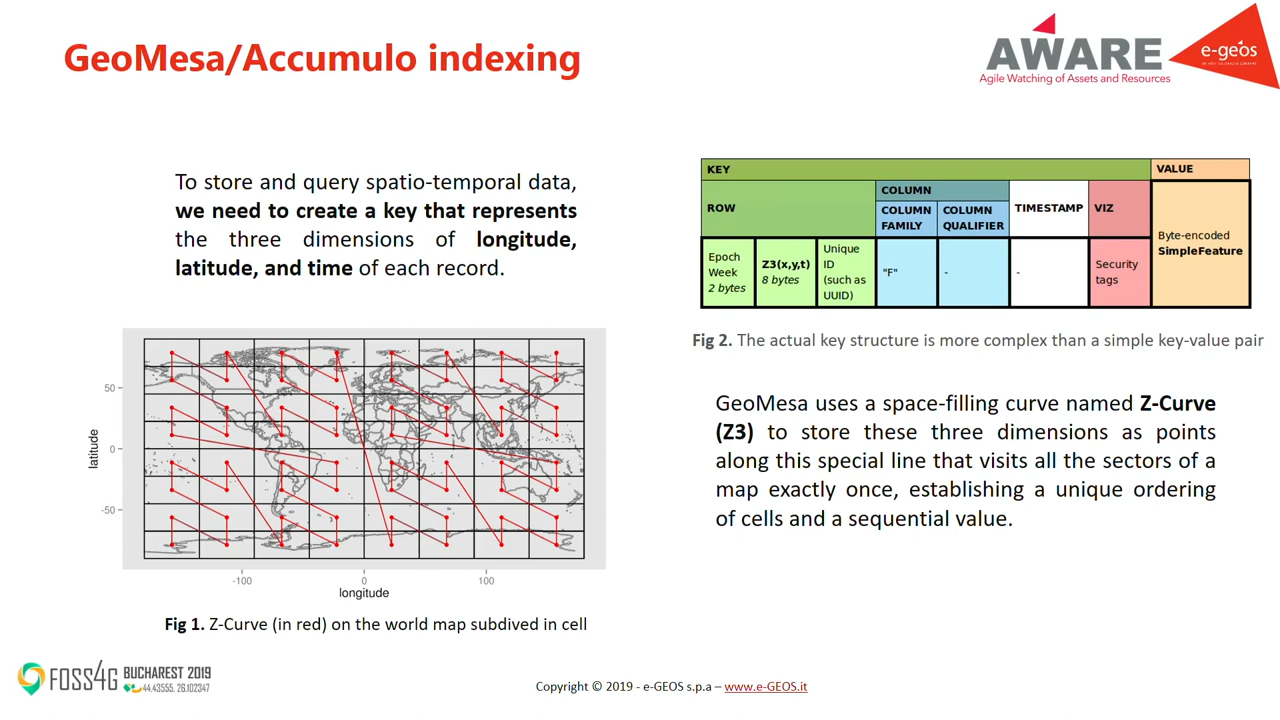 GeoMesa/Accumulo indexing
AWARE
Agile Watching of Assets and Resources
e-geos
To store and query spatio-temporal data,
we need to create a key that represents
the three dimensions of longitude,
latitude, and time of each record.
KEY
VALUE
ROW
COLUMN
COLUMN
FAMILY
COLUMN
QUALIFIER
TIMESTAMP
VIZ
Byte-encoded
SimpleFeature
Epoch
Week
2 bytes
Z3(x,y,t)
8 bytes
Unique
ID
(such as
UUID)
"F"
-
-
Security
tags
Fig 2. The actual key structure is more complex than a simple key-value pair
GeoMesa uses a space-filling curve named Z-Curve
(Z3) to store these three dimensions as points
along this special line that visits all the sectors of a
map exactly once, establishing a unique ordering
of cells and a sequential value.
latitude
50
0
-50
-100
0
100
longitude
Fig 1. Z-Curve (in red) on the world map subdived in cell
FOSS4G
BUCHAREST 2019
44.43555, 26.102347
Copyright © 2019 - e-GEOS s.p.a – www.e-GEOS.it